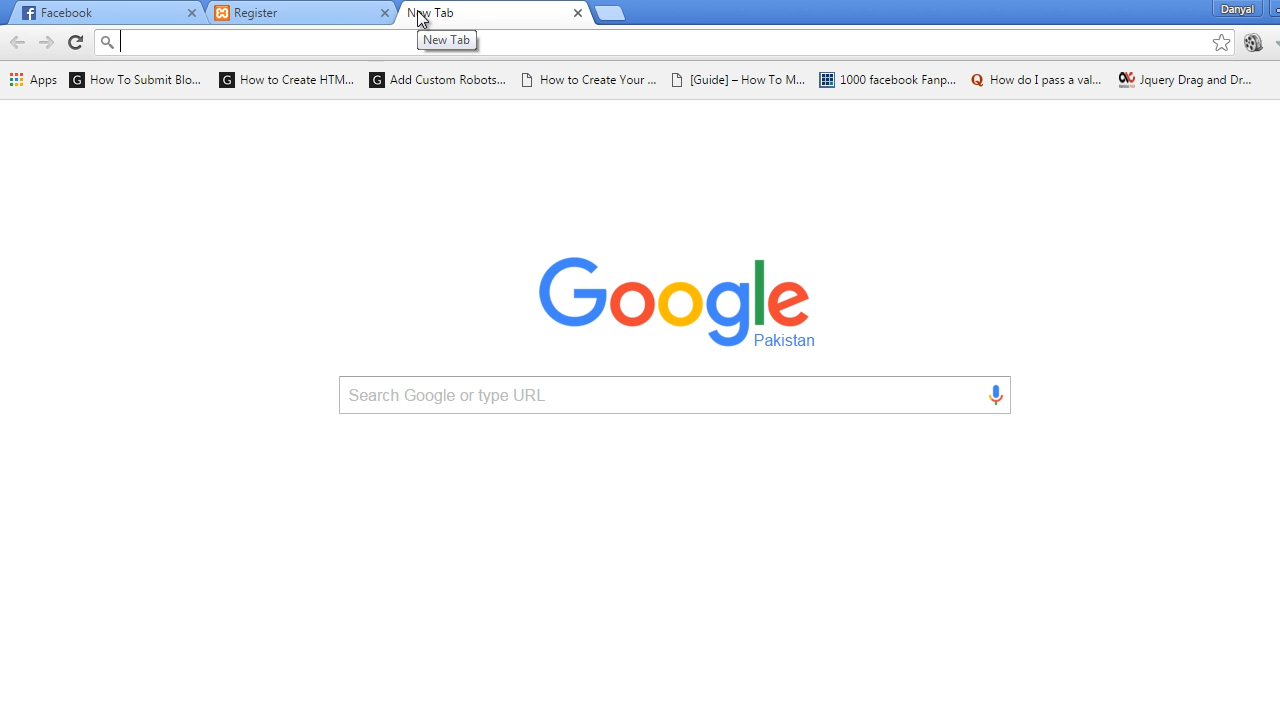 Facebook
Register
New Tab
Danyal
New Tab
Apps
How To Submit Blo...
How to Create HTM...
Add Custom Robots...
How to Create Your ...
[Guide] – How To M...
1000 facebook Fanp...
How do I pass a val...
Jquery Drag and Dr...
Google
Pakistan
Search Google or type URL